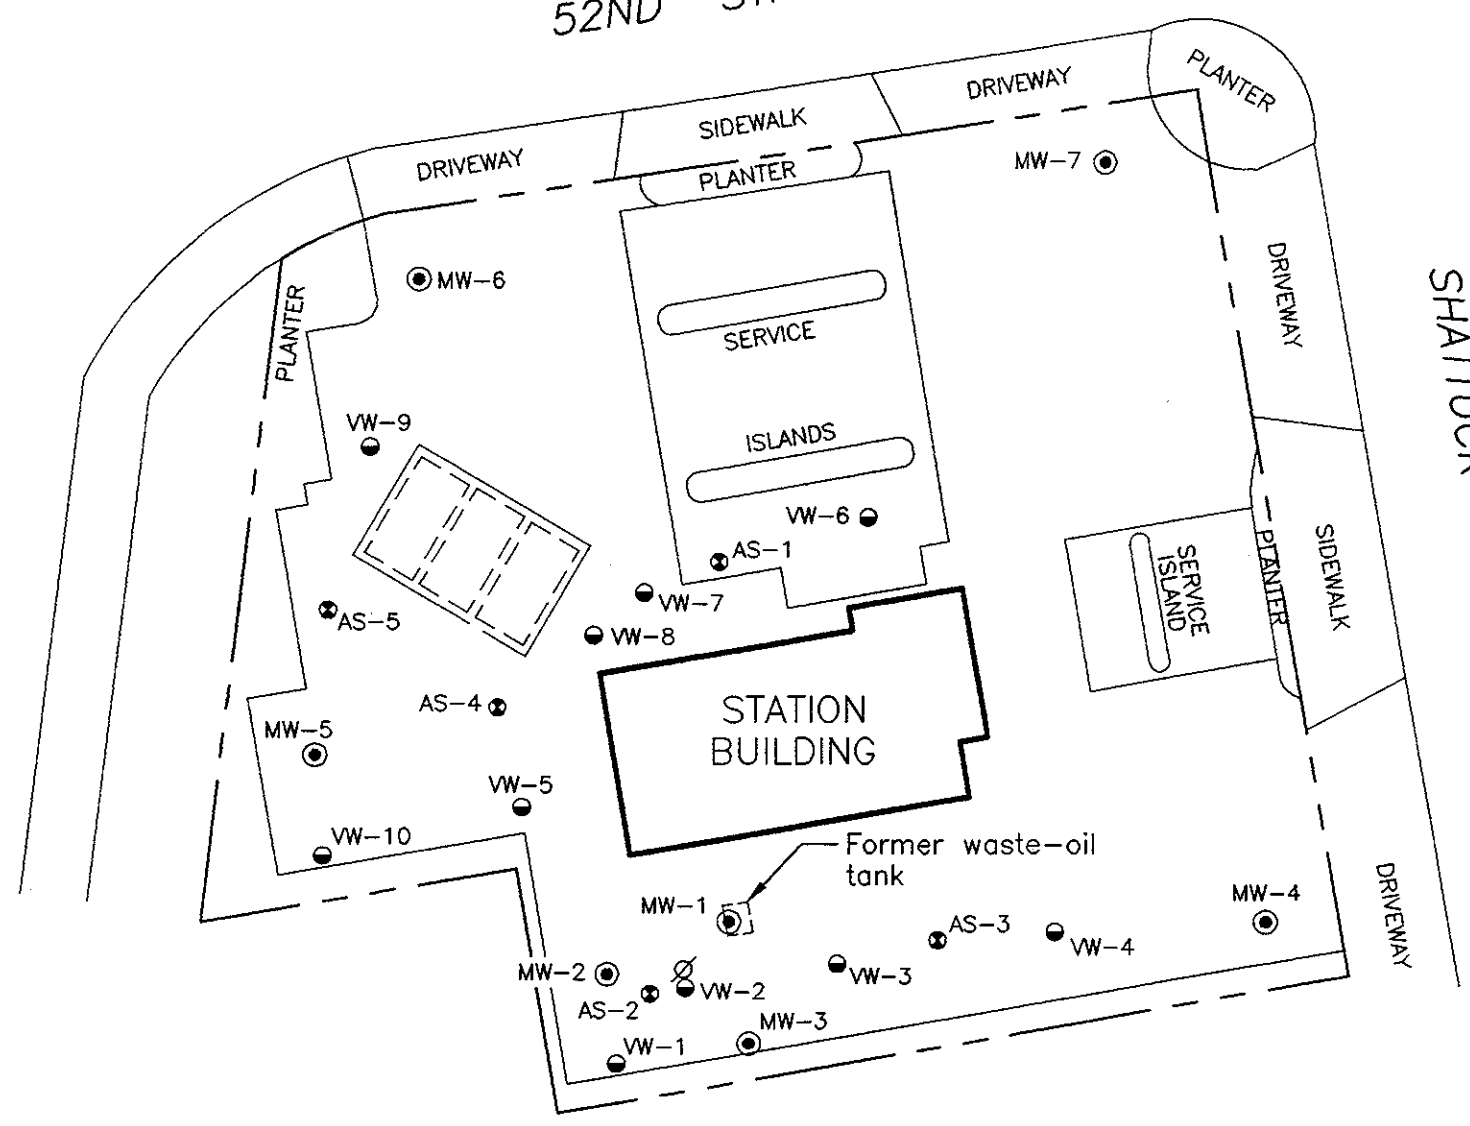 52ND
DRIVEWAY
SIDEWALK
DRIVEWAY
PLANTER
PLANTER
MW-7
MW-6
PLANTER
SERVICE
ISLANDS
DRIVEWAY
VW-9
VW-6
AS-1
VW-7
VW-8
AS-5
AS-4
SERVICE
ISLAND
PLANTER
SIDEWALK
STATION
BUILDING
MW-5
VW-5
VW-10
Former waste-oil
tank
MW-1
MW-4
AS-3
VW-4
DRIVEWAY
MW-2
VW-3
VW-2
AS-2
MW-3
VW-1